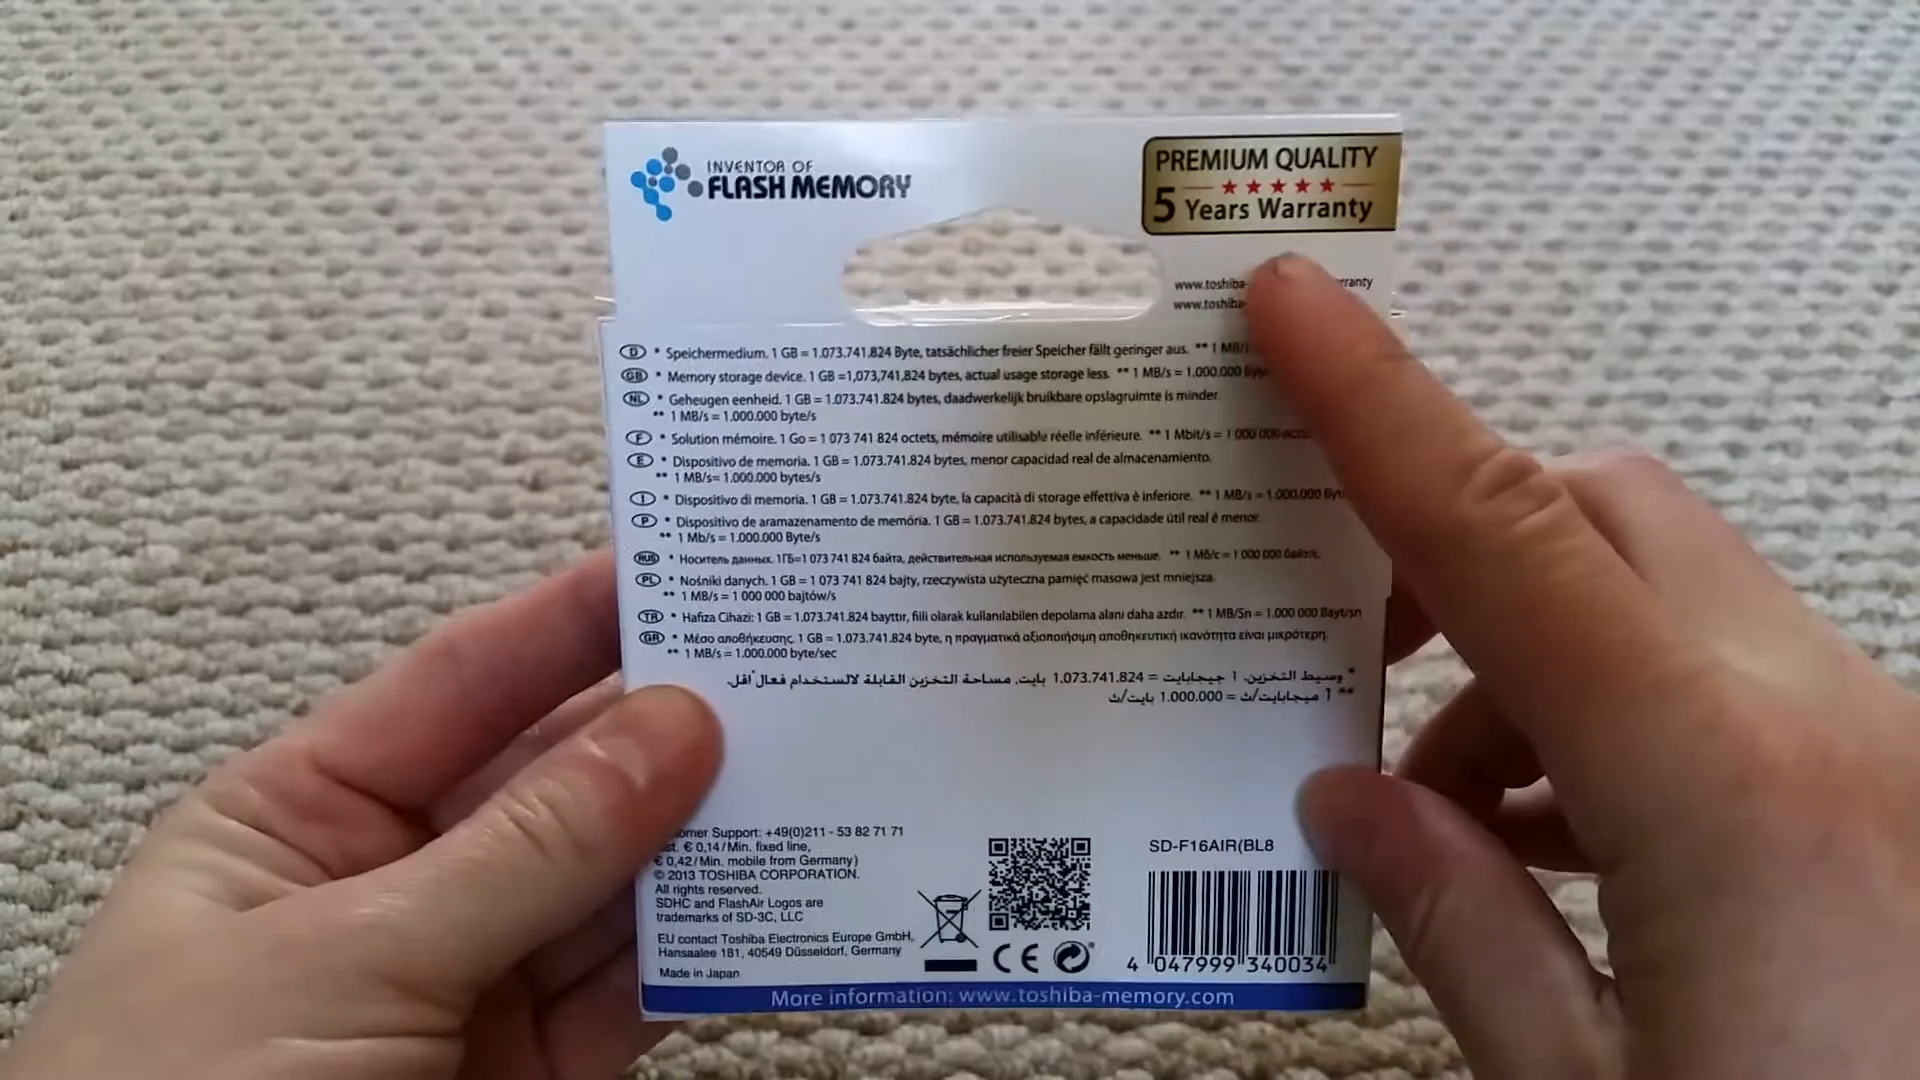 INVENTOR OF
FLASH MEMORY
PREMIUM QUALITY
5 Years Warranty
www.toshiba-
www.toshiba-
D * Speichermedium. 1 GB = 1.073.741.824 Byte, tatsächlicher freier Speicher fällt geringer aus. ** 1 MB/
GB * Memory storage device. 1 GB =1,073,741,824 bytes, actual usage storage less. ** 1 MB/s = 1.000.000
NL * Geheugen eenheid. 1 GB = 1.073.741.824 bytes, daadwerkelijk bruikbare opslagruimte is minder.
** 1 MB/s = 1.000.000 byte/s
F * Solution mémoire. 1 Go = 1 073 741 824 octets, mémoire utilisable réelle inférieure. ** 1 Mbit/s = 1 000 000
E * Dispositivo de memoria. 1 GB = 1.073.741.824 bytes, menor capacidad real de almacenamiento.
** 1 MB/s= 1.000.000 bytes/s
I * Dispositivo di memoria. 1 GB = 1.073.741.824 byte, la capacità di storage effettiva è inferiore. ** 1 MB/s = 1.000.000
P * Dispositivo de aramazenamento de memória. 1 GB = 1.073.741.824 bytes, a capacidade útil real é menor.
** 1 Mb/s = 1.000.000 Byte/s
RUS * Носитель данных. 1ГБ=1 073 741 824 байта, действительная используемая емкость меньше. ** 1 Мб/с = 1 000 000 байт/с.
PL * Nośniki danych. 1 GB = 1 073 741 824 bajty, rzeczywista użyteczna pamięć masowa jest mniejsza.
** 1 MB/s = 1 000 000 bajtów/s
TR * Hafıza Cihazi: 1 GB = 1.073.741.824 bayttır, fiili olarak kullanılabilen depolama alanı daha azdır. ** 1 MB/Sn = 1.000 000 Bayt/sn
GR * Μέσο αποθήκευσης. 1 GB = 1.073.741.824 byte, η πραγματικά αξιοποιήσιμη αποθηκευτική ικανότητα είναι μικρότερη.
** 1 MB/s = 1.000.000 byte/sec
* وسيط التخزين. 1 جيجابايت = 1.073.741.824 بايت, مساحة التخزين القابلة لالستخدام فعال ًأقل.
** 1 ميجابايت/ث = 1.000.000 بايت/ث
omer Support: +49(0)211 - 53 82 71 71
€ 0,14/Min. fixed line,
€ 0,42/Min. mobile from Germany)
© 2013 TOSHIBA CORPORATION.
All rights reserved.
SDHC and FlashAir Logos are
trademarks of SD-3C, LLC
EU contact Toshiba Electronics Europe GmbH,
Hansaalee 181, 40549 Düsseldorf, Germany
Made in Japan
CE
SD-F16AIR(BL8
4 047999 340034
More information: www.toshiba-memory.com